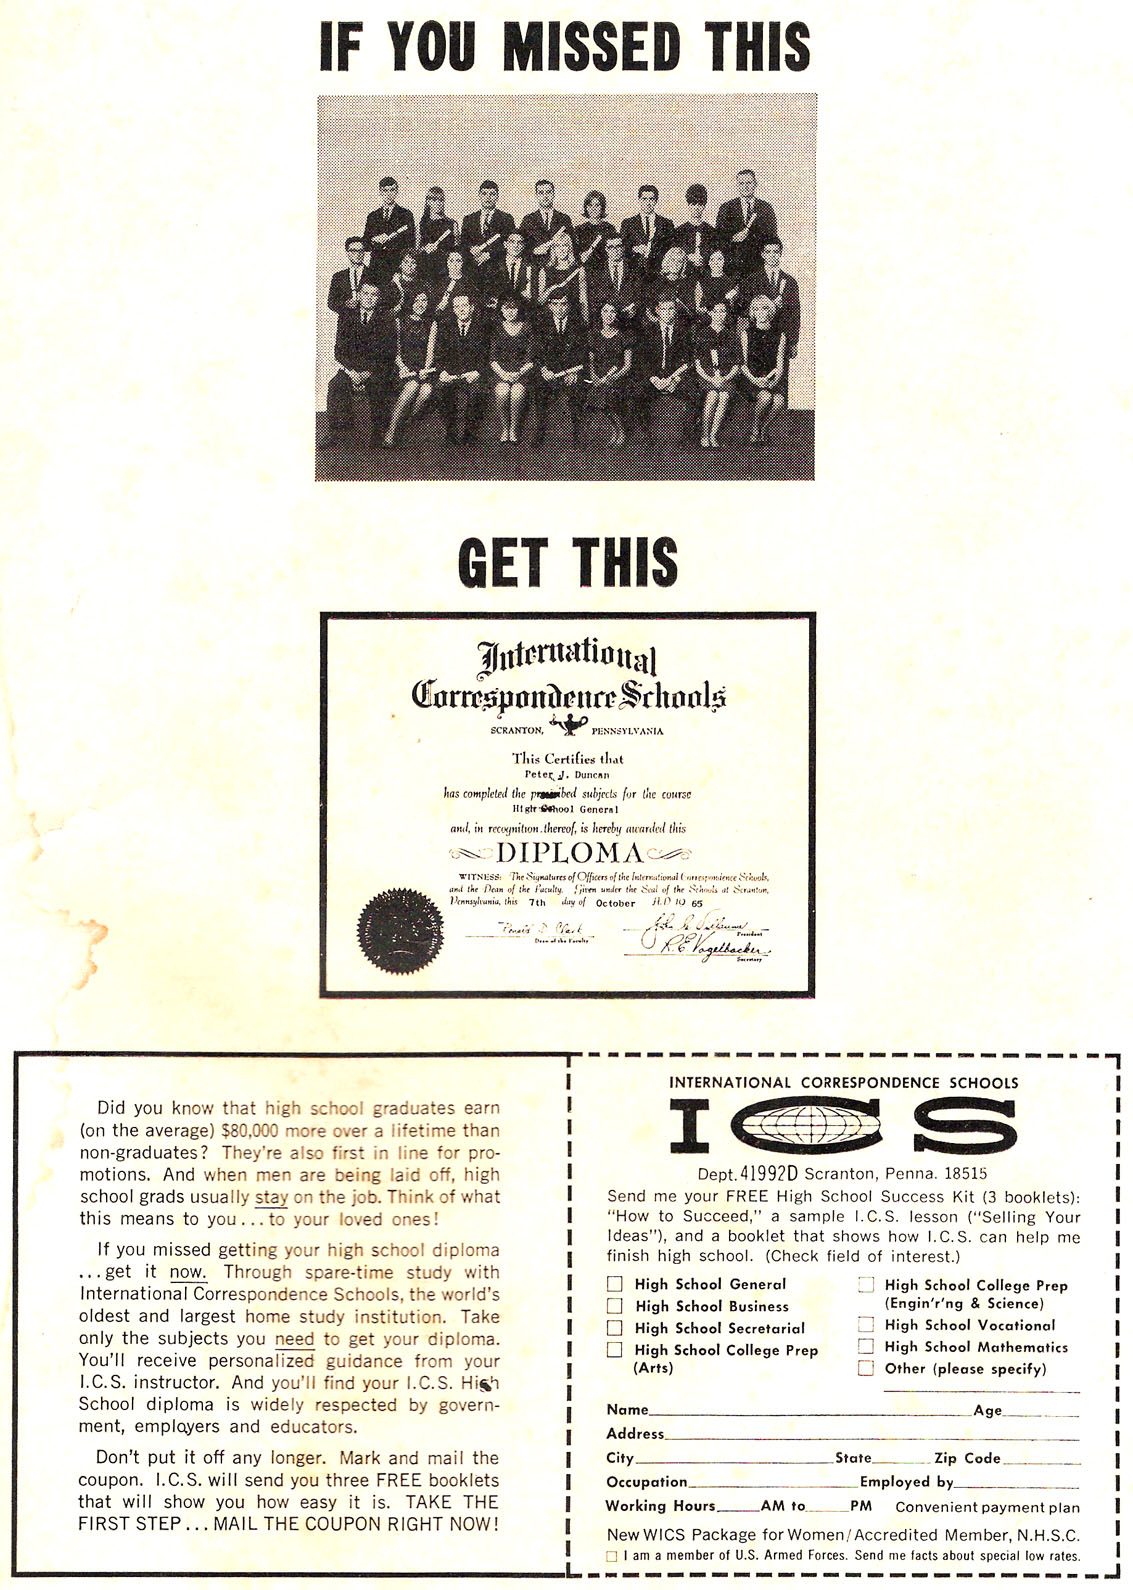 IF YOU MISSED THIS
GET THIS
International
Correspondence Schools
SCRANTON, PENNSYLVANIA
This Certifies that
Peter J. Duncan
has completed the prescribed subjects for the course
High School General
and, in recognition thereof, is hereby awarded this
DIPLOMA
WITNESS: The Signatures of Officers of the International Correspondence Schools,
and the Dean of the Faculty. Given under the Seal of the Schools at Scranton,
Pennsylvania, this 7th day of October A.D. 19 65
Dean of the Faculty
President
R.E. Vogelbacker
Secretary
Did you know that high school graduates earn
(on the average) $80,000 more over a lifetime than
non-graduates? They're also first in line for pro-
motions. And when men are being laid off, high
school grads usually stay on the job. Think of what
this means to you...to your loved ones!
If you missed getting your high school diploma
...get it now. Through spare-time study with
International Correspondence Schools, the world's
oldest and largest home study institution. Take
only the subjects you need to get your diploma.
You'll receive personalized guidance from your
I.C.S. instructor. And you'll find your I.C.S. High
School diploma is widely respected by govern-
ment, employers and educators.
Don't put it off any longer. Mark and mail the
coupon. I.C.S. will send you three FREE booklets
that will show you how easy it is. TAKE THE
FIRST STEP...MAIL THE COUPON RIGHT NOW!
INTERNATIONAL CORRESPONDENCE SCHOOLS
ICS
Dept. 41992D Scranton, Penna. 18515
Send me your FREE High School Success Kit (3 booklets):
"How to Succeed," a sample I.C.S. lesson ("Selling Your
Ideas"), and a booklet that shows how I.C.S. can help me
finish high school. (Check field of interest.)
High School General
High School Business
High School Secretarial
High School College Prep
(Arts)
High School College Prep
(Engin'r'ng & Science)
High School Vocational
High School Mathematics
Other (please specify)
Name Age
Address
City State Zip Code
Occupation Employed by
Working Hours AM to PM Convenient payment plan
New WICS Package for Women/Accredited Member, N.H.S.C.
I am a member of U.S. Armed Forces. Send me facts about special low rates.